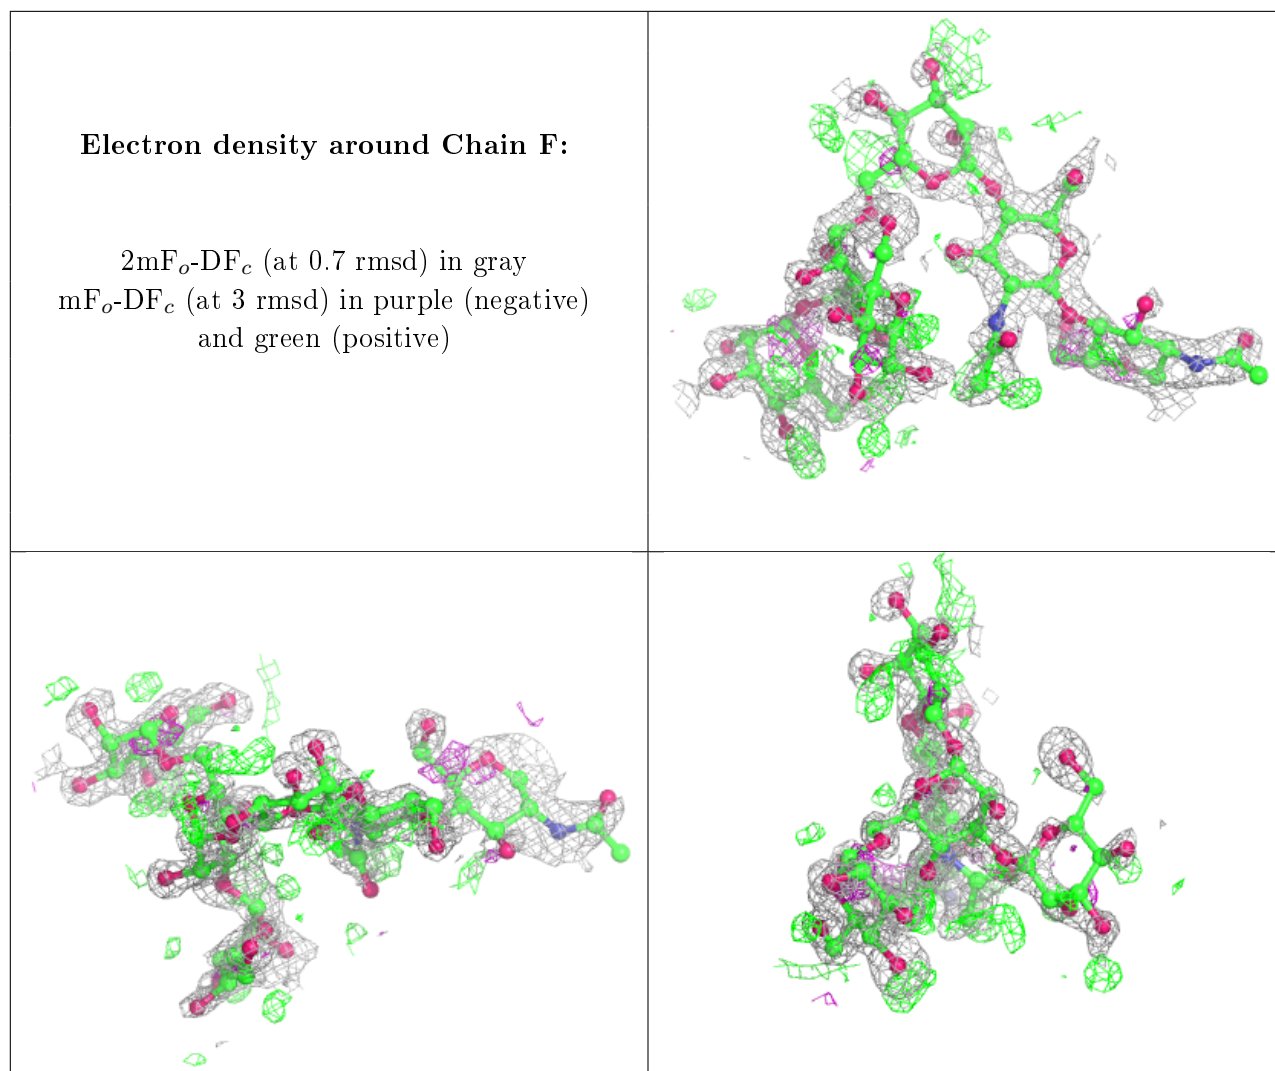 Electron density around Chain F:
2mFo-DFc (at 0.7 rmsd) in gray
mFo-DFc (at 3 rmsd) in purple (negative)
and green (positive)